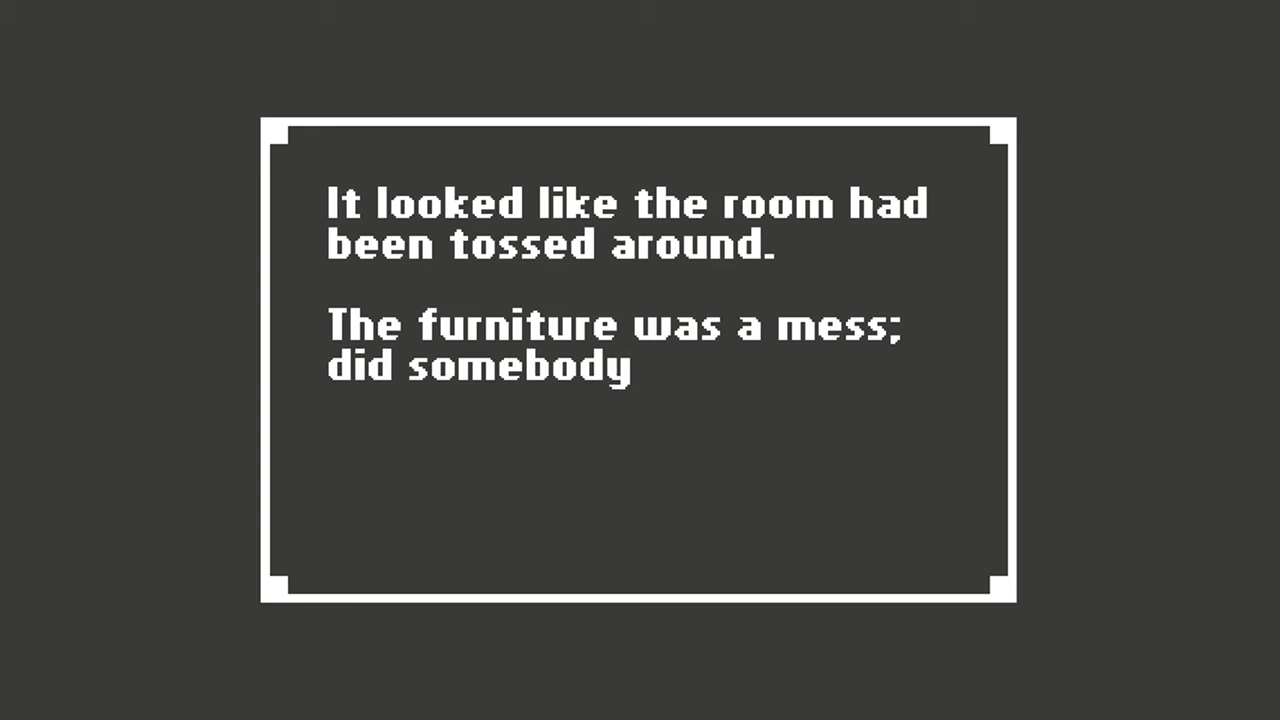 It looked like the room had
been tossed around.
The furniture was a mess;
did somebody